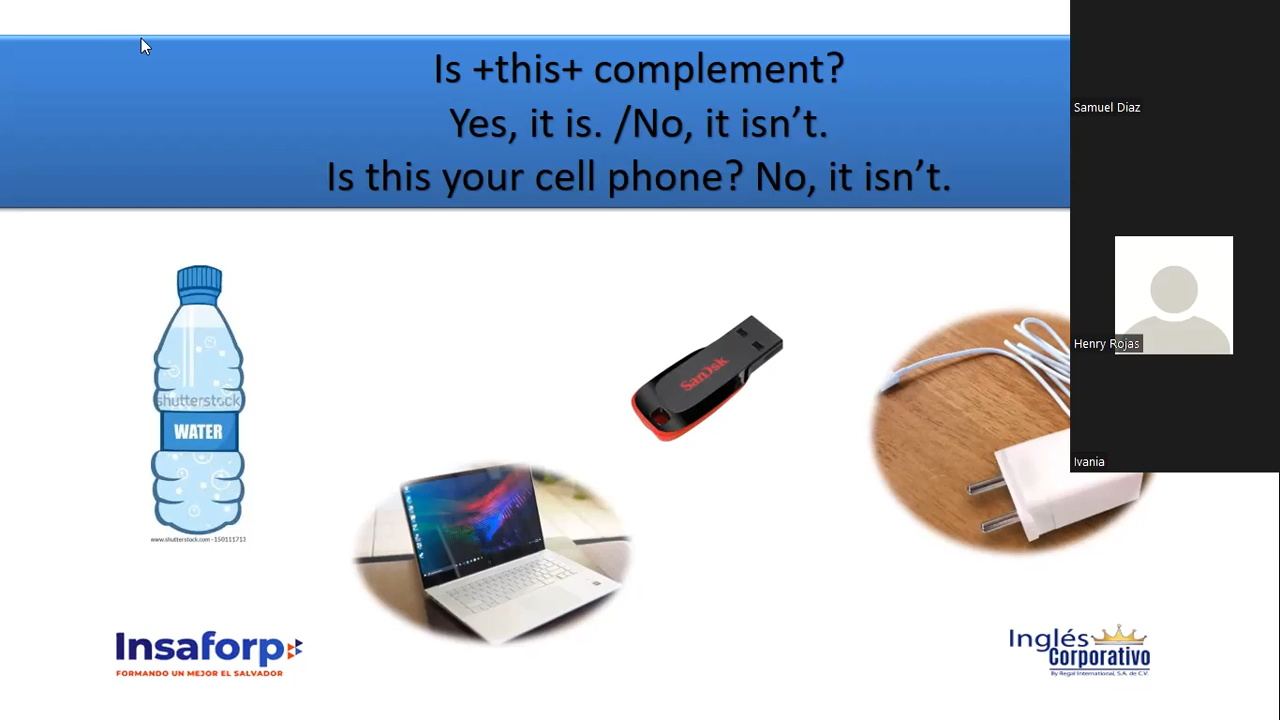 Is +this+ complement?
Yes, it is. /No, it isn’t.
Is this your cell phone? No, it isn’t.
Samuel Diaz
Henry Rojas
Ivania
SanDisk
shutterstock
WATER
www.shutterstock.com · 150111713
Insaforp
FORMANDO UN MEJOR EL SALVADOR
Inglés
Corporativo
By Regal International, S.A. de C.V.